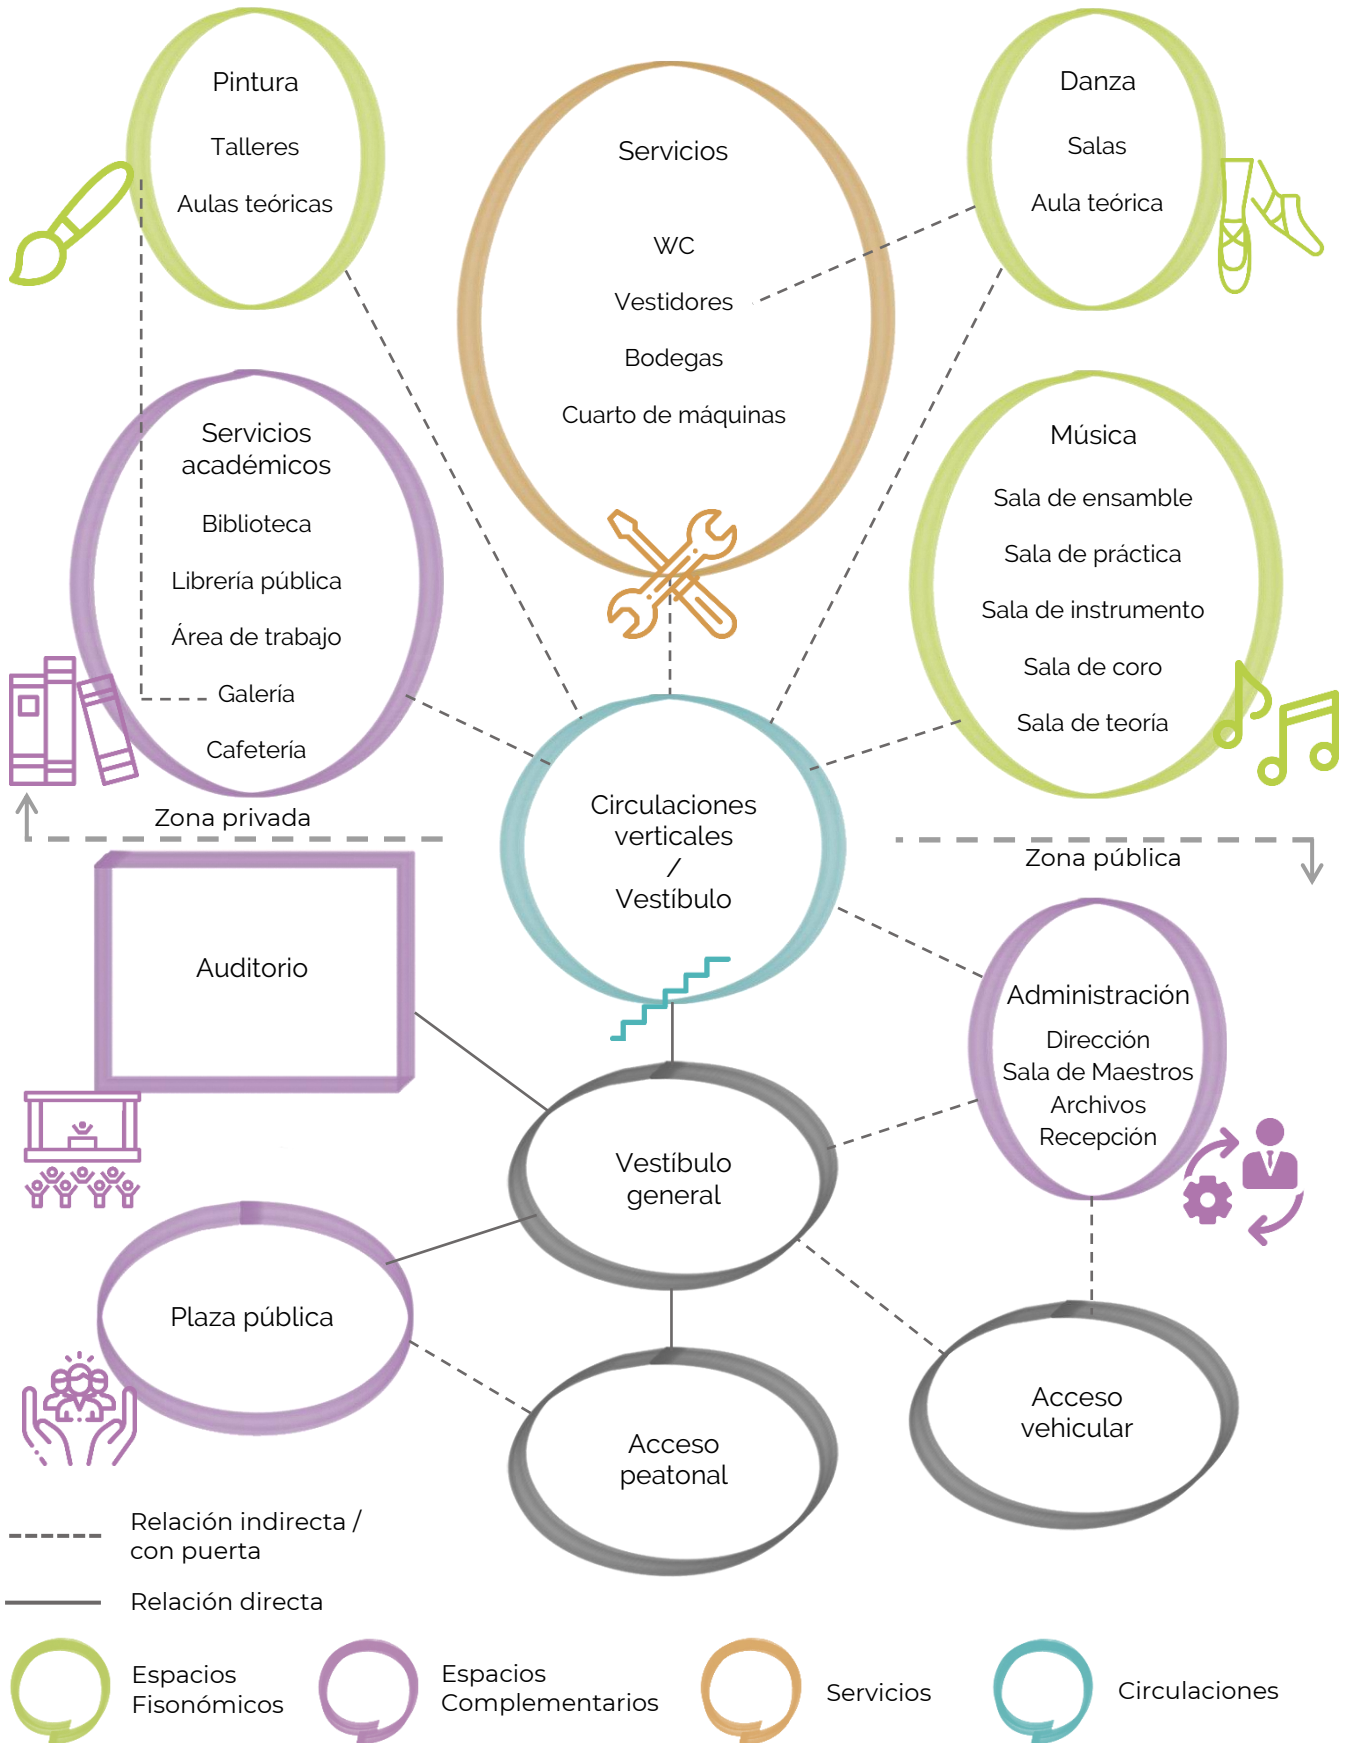 Pintura
Talleres
Aulas teóricas
Servicios
WC
Vestidores
Bodegas
Cuarto de máquinas
Danza
Salas
Aula teórica
Servicios
académicos
Biblioteca
Librería pública
Área de trabajo
Galería
Cafetería
Música
Sala de ensamble
Sala de práctica
Sala de instrumento
Sala de coro
Sala de teoría
Zona privada
Circulaciones
verticales
/
Vestíbulo
Zona pública
Auditorio
Administración
Dirección
Sala de Maestros
Archivos
Recepción
Vestíbulo
general
Plaza pública
Acceso
peatonal
Acceso
vehicular
Relación indirecta /
con puerta
Relación directa
Espacios
Fisonómicos
Espacios
Complementarios
Servicios
Circulaciones